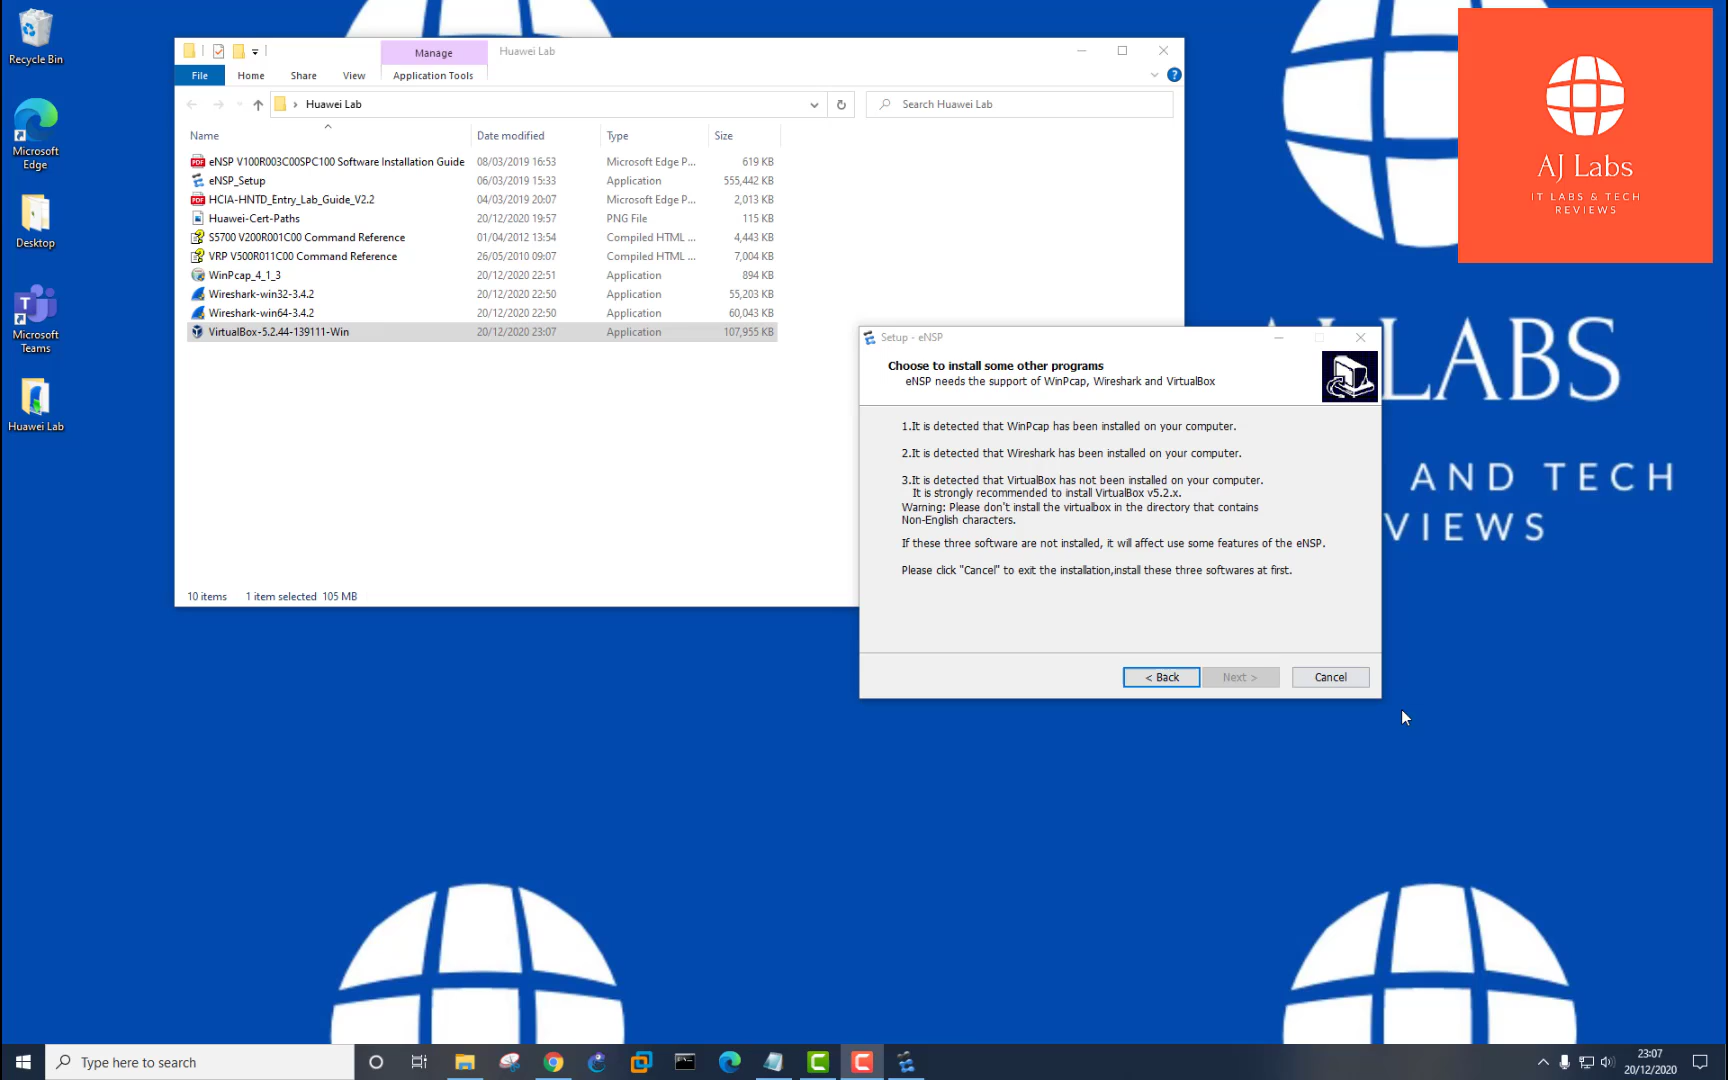 Recycle Bin
Microsoft
Edge
Desktop
Microsoft
Teams
Huawei Lab
Manage
Huawei Lab
File
Home
Share
View
Application Tools
Huawei Lab
Search Huawei Lab
Name
Date modified
Type
Size
eNSP V100R003C00SPC100 Software Installation Guide 08/03/2019 16:53 Microsoft Edge P... 619 KB
eNSP_Setup 06/03/2019 15:33 Application 555,442 KB
HCIA-HNTD_Entry_Lab_Guide_V2.2 04/03/2019 20:07 Microsoft Edge P... 2,013 KB
Huawei-Cert-Paths 20/12/2020 19:57 PNG File 115 KB
S5700 V200R001C00 Command Reference 01/04/2012 13:54 Compiled HTML ... 4,443 KB
VRP V500R011C00 Command Reference 26/05/2010 09:07 Compiled HTML ... 7,004 KB
WinPcap_4_1_3 20/12/2020 22:51 Application 894 KB
Wireshark-win32-3.4.2 20/12/2020 22:50 Application 55,203 KB
Wireshark-win64-3.4.2 20/12/2020 22:50 Application 60,043 KB
VirtualBox-5.2.44-139111-Win 20/12/2020 23:07 Application 107,955 KB
10 items 1 item selected 105 MB
Setup - eNSP
Choose to install some other programs
eNSP needs the support of WinPcap, Wireshark and VirtualBox
1.It is detected that WinPcap has been installed on your computer.
2.It is detected that Wireshark has been installed on your computer.
3.It is detected that VirtualBox has not been installed on your computer.
It is strongly recommended to install VirtualBox v5.2.x.
Warning: Please don't install the virtualbox in the directory that contains
Non-English characters.
If these three software are not installed, it will affect use some features of the eNSP.
Please click "Cancel" to exit the installation,install these three softwares at first.
< Back
Next >
Cancel
AJ Labs
IT LABS & TECH
REVIEWS
LABS
AND TECH
VIEWS
Type here to search
23:07
20/12/2020